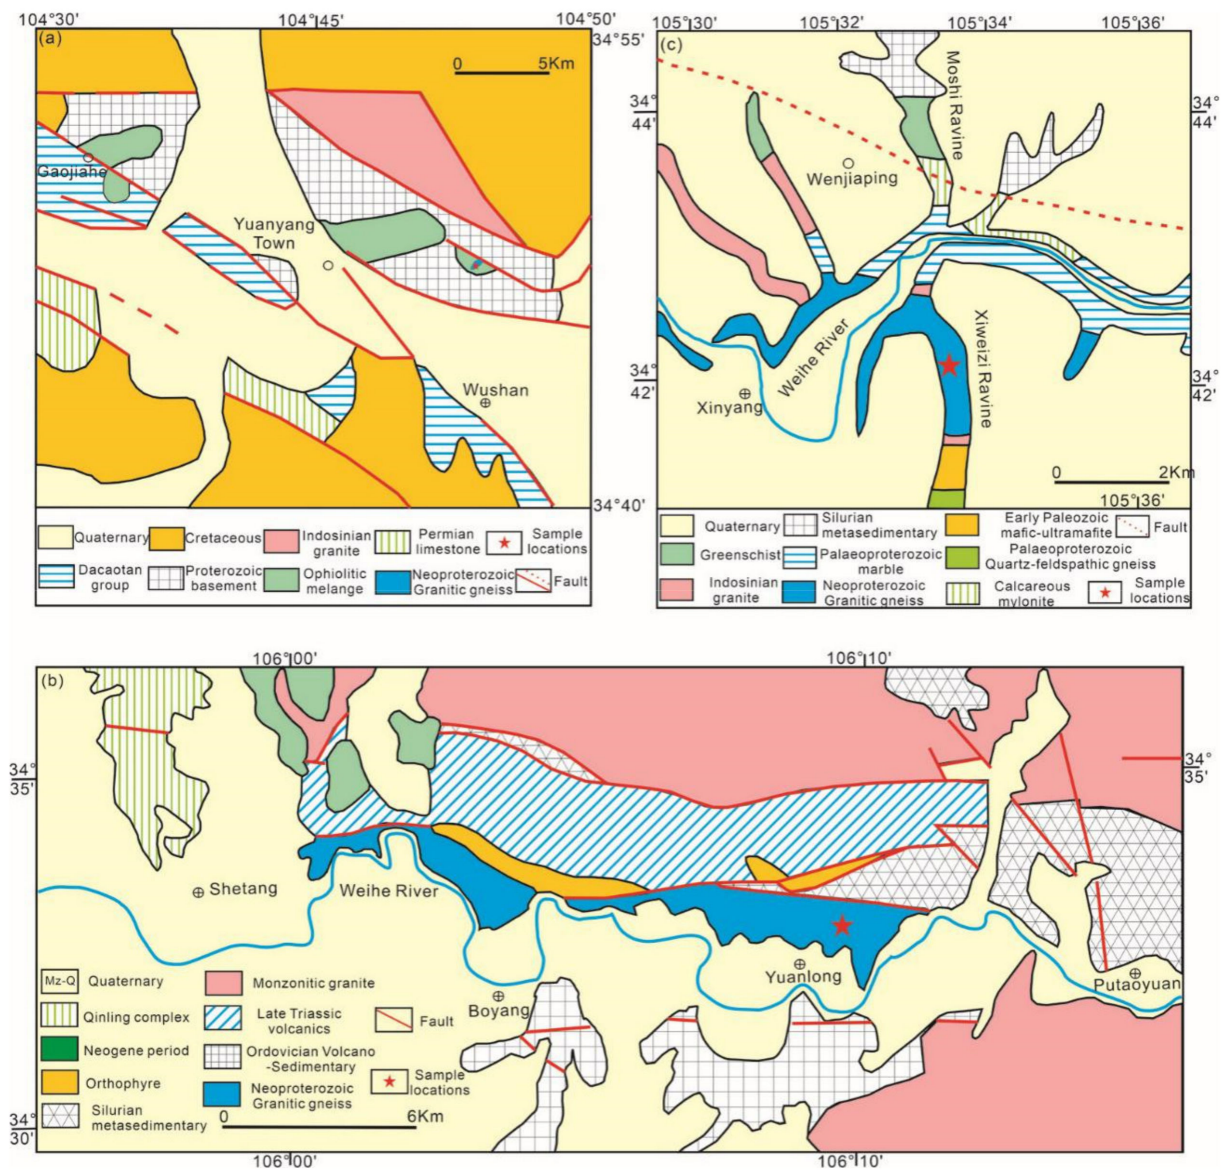 104°30'
104°45'
104°50'
(a)
34°55'
0 5Km
Gaojiahe
Yuanyang
Town
Wushan
34°40'
Quaternary
Cretaceous
Indosinian
granite
Permian
limestone
Sample
locations
Dacaotan
group
Proterozoic
basement
Ophiolitic
melange
Neoproterozoic
Granitic gneiss
Fault
105°30'
105°32'
105°34'
105°36'
(c)
34°
44'
34°
44'
Moshi Ravine
Wenjiaping
Weihe River
Xiweizi Ravine
Xinyang
34°
42'
34°
42'
0 2Km
105°36'
Quaternary
Silurian
metasedimentary
Early Paleozoic
mafic-ultramafite
Fault
Greenschist
Palaeoproterozoic
marble
Palaeoproterozoic
Quartz-feldspathic gneiss
Indosinian
granite
Neoproterozoic
Granitic gneiss
Calcareous
mylonite
Sample
locations
106°00'
106°10'
(b)
34°
35'
34°
35'
Shetang
Weihe River
Yuanlong
Boyang
Putaoyuan
Mz-Q
Quaternary
Monzonitic granite
Qinling complex
Late Triassic
volcanics
Fault
Neogene period
Ordovician Volcano
-Sedimentary
Orthophyre
Neoproterozoic
Granitic gneiss
Sample
locations
Silurian
metasedimentary
0 6Km
34°
30'
106°00'
106°10'